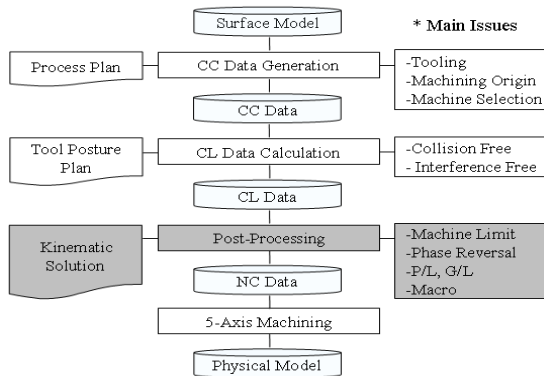 Surface Model
* Main Issues
Process Plan
CC Data Generation
-Tooling
-Machining Origin
-Machine Selection
CC Data
Tool Posture
Plan
CL Data Calculation
-Collision Free
- Interference Free
CL Data
Kinematic
Solution
Post-Processing
-Machine Limit
-Phase Reversal
-P/L, G/L
-Macro
NC Data
5-Axis Machining
Physical Model